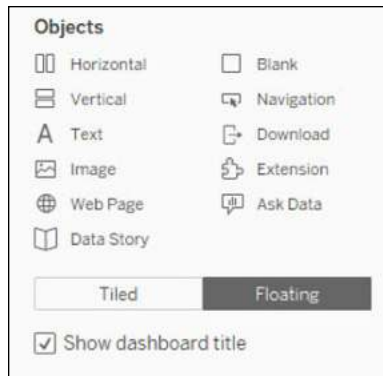 Objects
Horizontal
Blank
Vertical
Navigation
A Text
Download
Image
Extension
Web Page
Ask Data
Data Story
Tiled
Floating
Show dashboard title